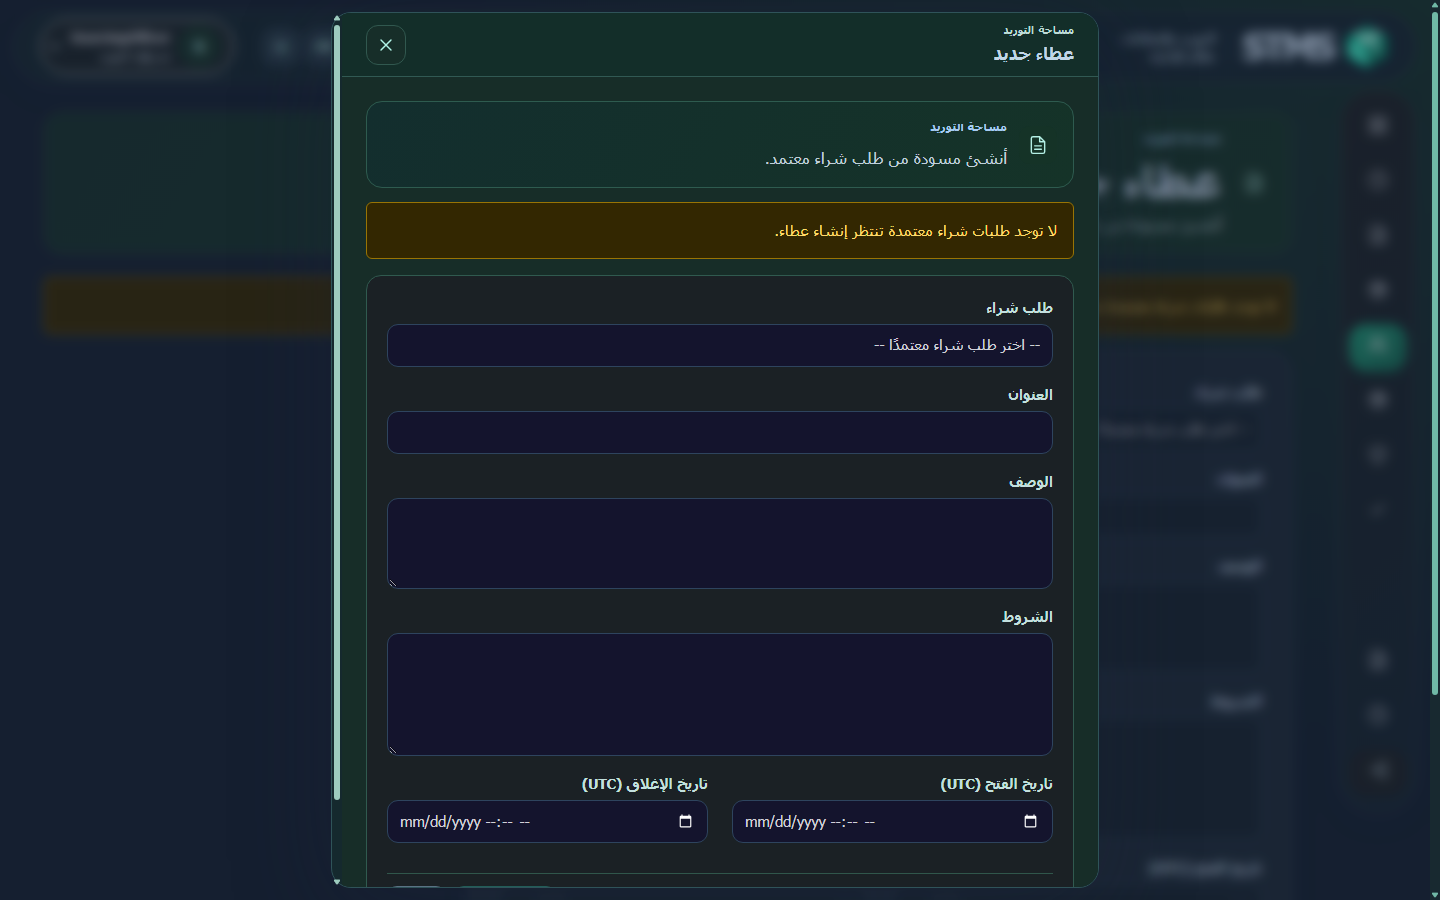 مساحة التوريد
عطاء جديد
مساحة التوريد
أنشئ مسودة من طلب شراء معتمد.
لا توجد طلبات شراء معتمدة تنتظر إنشاء عطاء.
طلب شراء
-- اختر طلب شراء معتمدًا --
العنوان
الوصف
الشروط
تاريخ الفتح (UTC)
تاريخ الإغلاق (UTC)
mm/dd/yyyy --:-- --
mm/dd/yyyy --:-- --
STMS